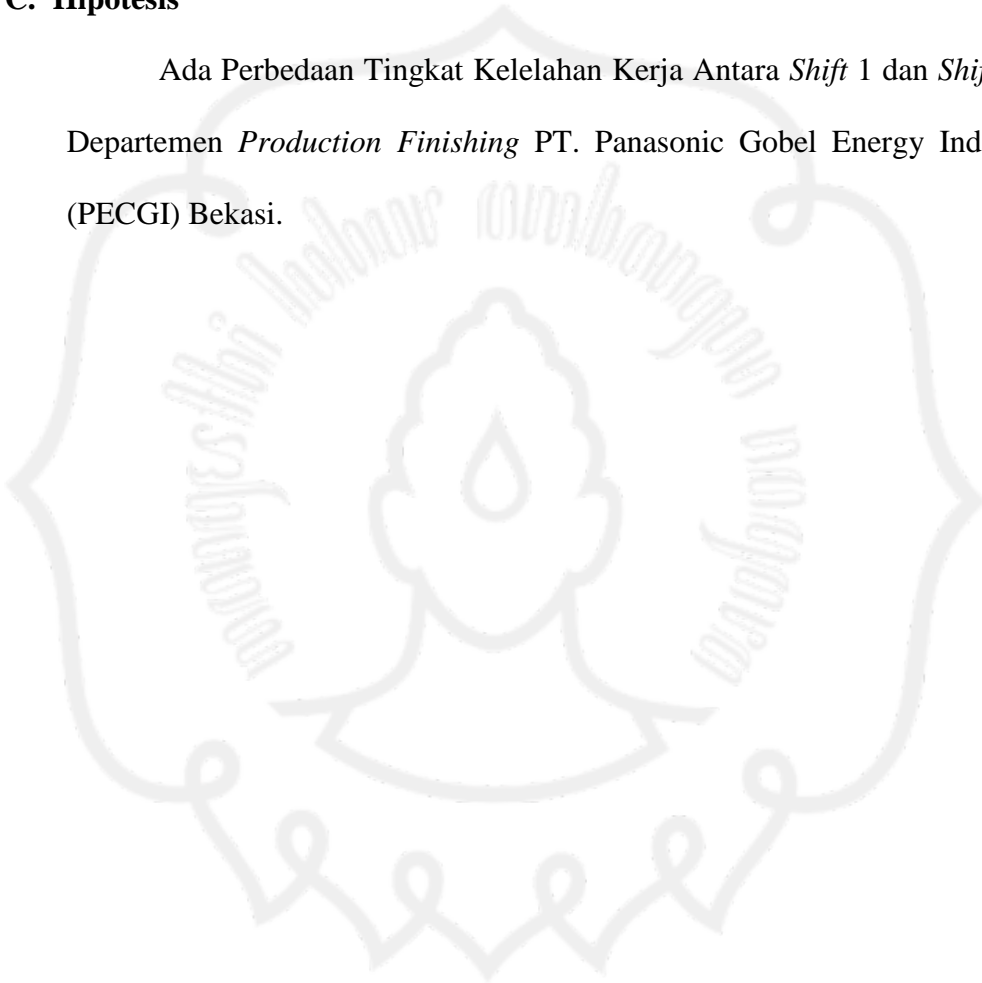 C. Hipotesis
Ada Perbedaan Tingkat Kelelahan Kerja Antara Shift 1 dan
Departemen Production Finishing PT. Panasonic Gobel Energy
(PECGI) Bekasi.